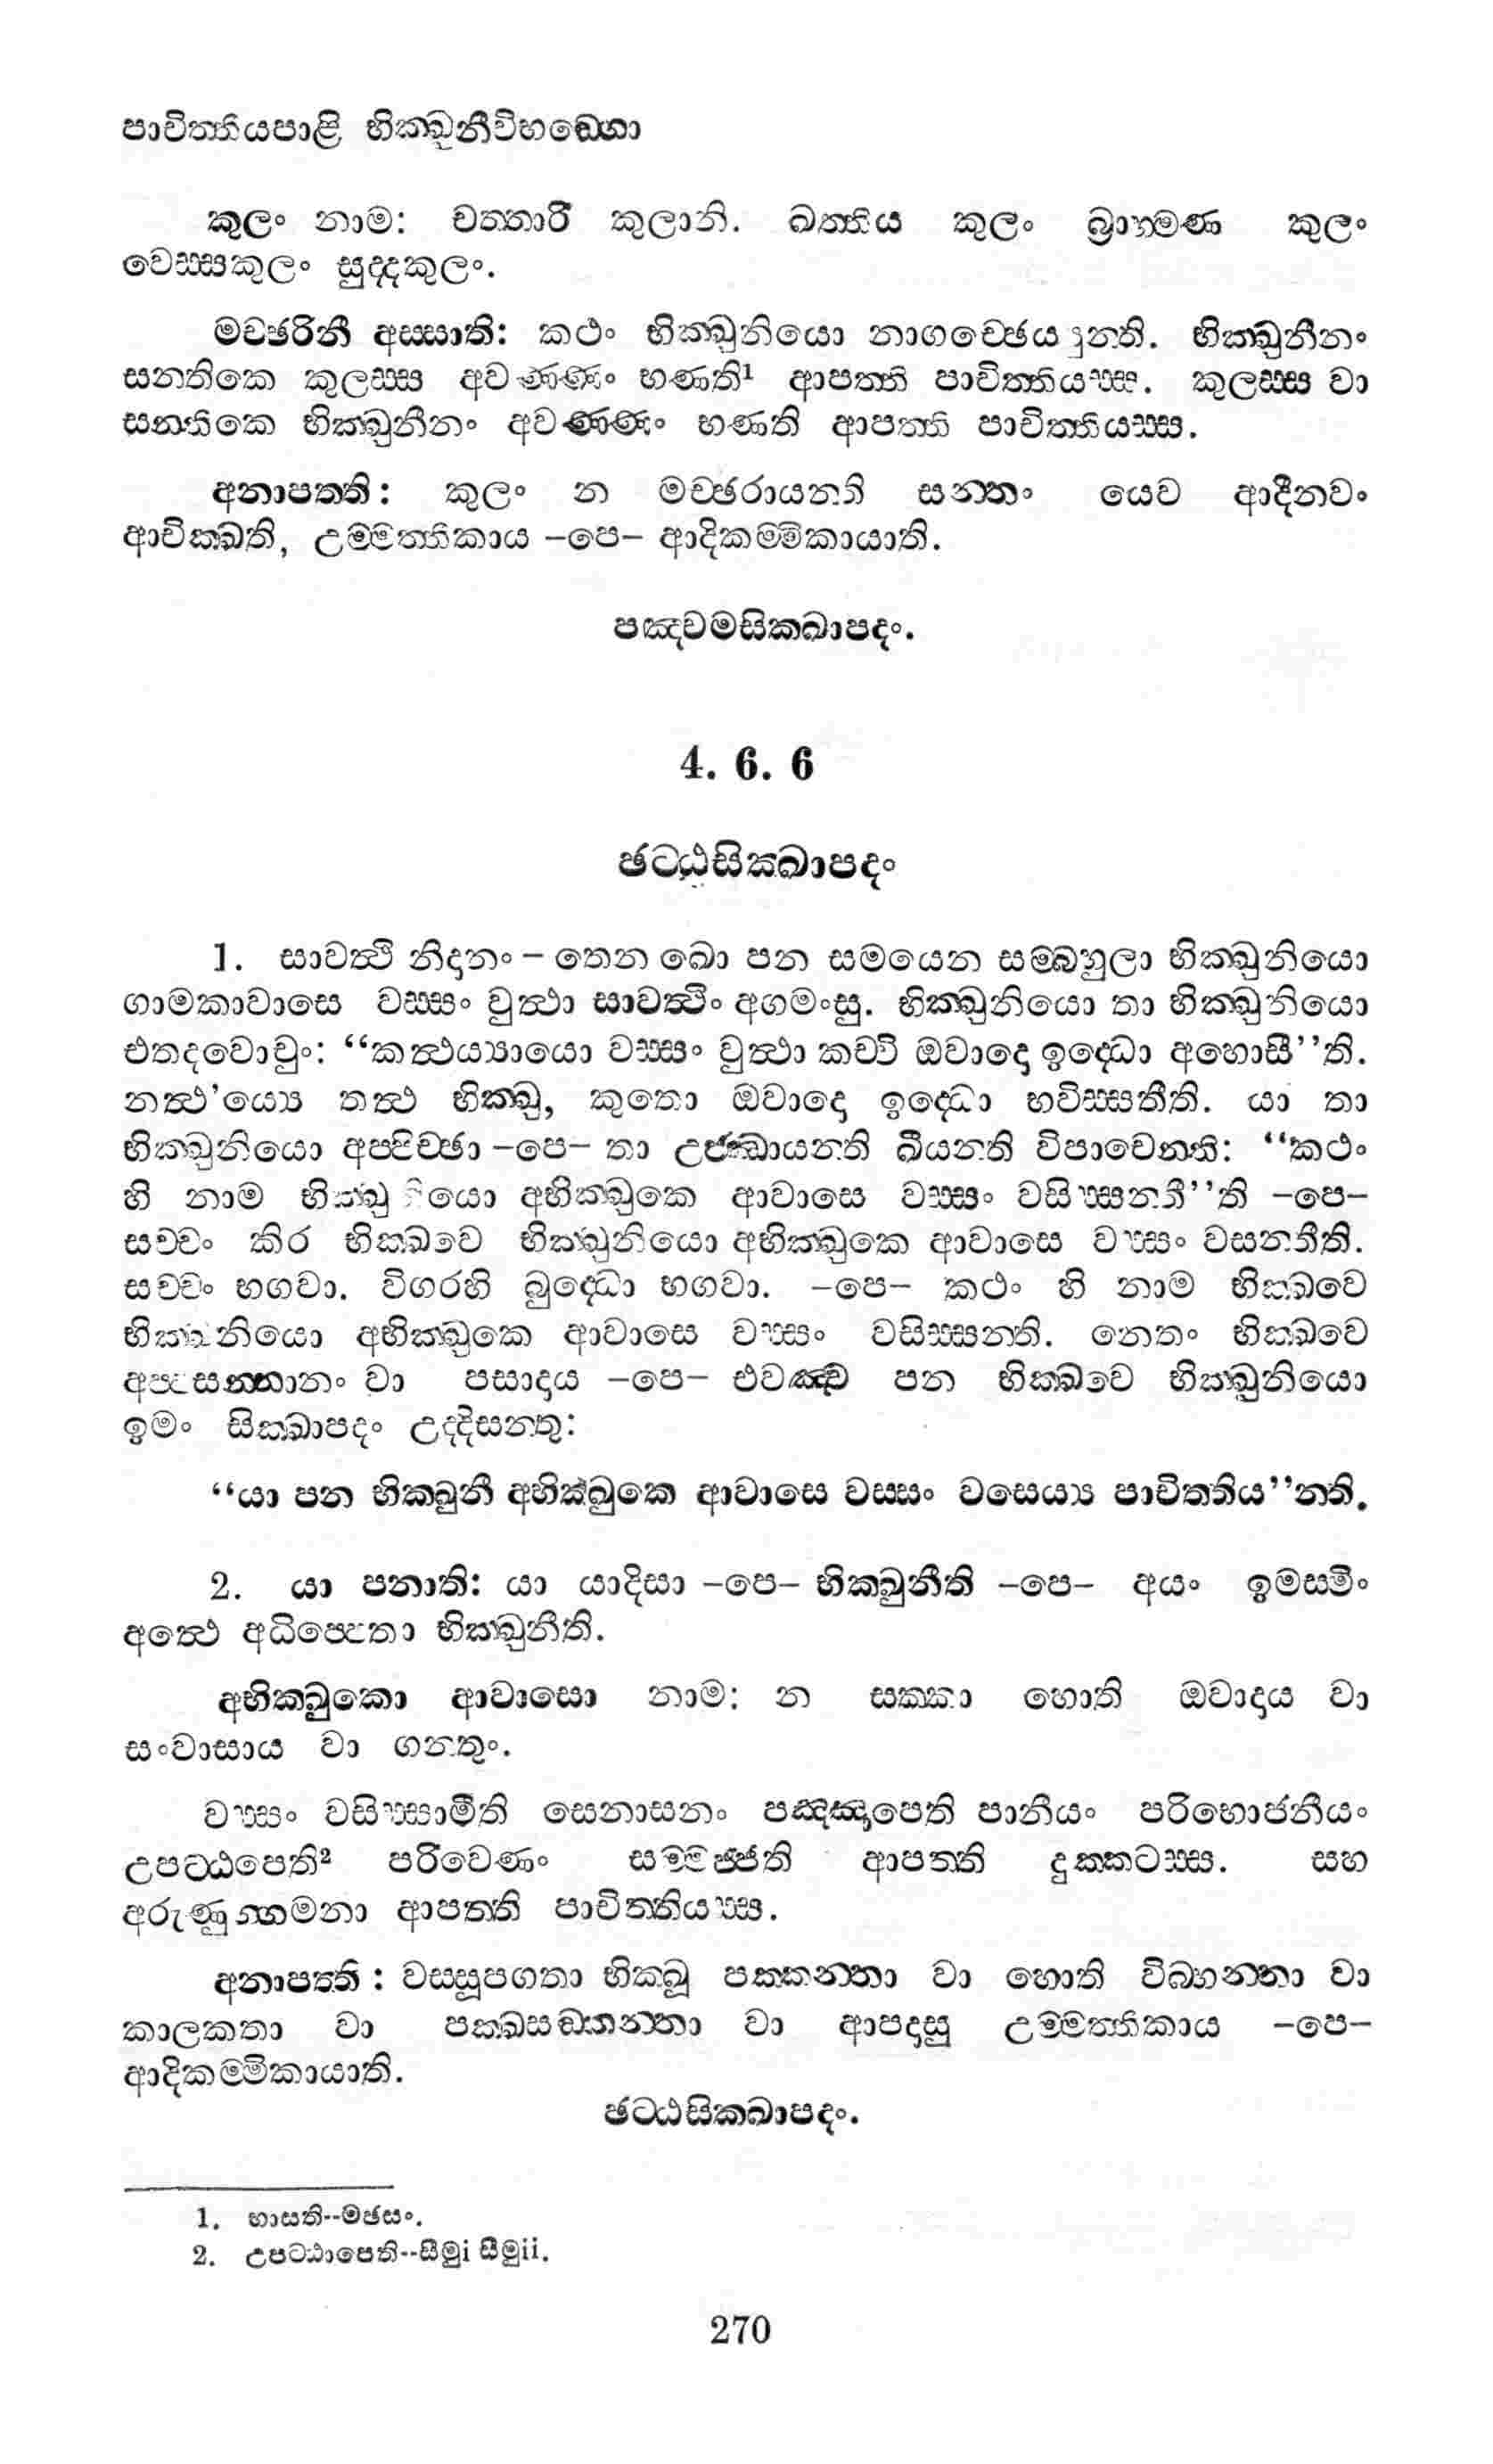 පාචිත්තියපාළි භික්ඛුනීවිභඞ්ගො
කුලං නාම: චත්තාරි කුලානි. ඛත්තිය කුලං බ්‍රාහ්මණ කුලං
වෙස්සකුලං සුද්දකුලං.
මච්ඡරිනී අස්සාති: කථං භික්ඛුනියො නාගච්ඡෙය්‍යුන්ති. භික්ඛුනීනං
සන්තිකෙ කුලස්ස අවණ්ණං භණති¹ ආපත්ති පාචිත්තියස්ස. කුලස්ස වා
සන්තිකෙ භික්ඛුනීනං අවණ්ණං භණති ආපත්ති පාචිත්තියස්ස.
අනාපත්ති: කුලං න මච්ඡරායන්ති සන්තං යෙව ආදීනවං
ආචික්ඛති, උම්මත්තිකාය –පෙ– ආදිකම්මිකායාති.
පඤ්චමසික්ඛාපදං.
4. 6. 6
ඡට්ඨසික්ඛාපදං
1. සාවත්ථි නිදානං – තෙන ඛො පන සමයෙන සම්බහුලා භික්ඛුනියො
ගාමකාවාසෙ වස්සං වුත්ථා සාවත්ථිං අගමංසු. භික්ඛුනියො තා භික්ඛුනියො
එතදවොචුං: “කත්ථය්‍යායො වස්සං වුත්ථා කච්චි ඔවාදො ඉද්ධො අහොසී’’ති.
නත්ථ’ය්‍යෙ තත්ථ භික්ඛු, කුතො ඔවාදො ඉද්ධො භවිස්සතීති. යා තා
භික්ඛුනියො අප්පිච්ඡා –පෙ– තා උජ්ඣායන්ති ඛීයන්ති විපාචෙන්ති: “කථං
හි නාම භික්ඛුනියො අභික්ඛුකෙ ආවාසෙ වස්සං වසිස්සන්තී’’ති –පෙ–
සච්චං කිර භික්ඛවෙ භික්ඛුනියො අභික්ඛුකෙ ආවාසෙ වස්සං වසන්තීති.
සච්චං භගවා. විගරහි බුද්ධො භගවා. –පෙ– කථං හි නාම භික්ඛවෙ
භික්ඛුනියො අභික්ඛුකෙ ආවාසෙ වස්සං වසිස්සන්ති. නෙතං භික්ඛවෙ
අප්පසන්නානං වා පසාදාය –පෙ– එවඤ්ච පන භික්ඛවෙ භික්ඛුනියො
ඉමං සික්ඛාපදං උද්දිසන්තු:
“යා පන භික්ඛුනී අභික්ඛුකෙ ආවාසෙ වස්සං වසෙය්‍ය පාචිත්තිය’’න්ති.
2. යා පනාති: යා යාදිසා –පෙ– භික්ඛුනීති –පෙ– අයං ඉමස්මිං
අත්ථෙ අධිප්පෙතා භික්ඛුනීති.
අභික්ඛුකො ආවාසො නාම: න සක්කා හොති ඔවාදාය වා
සංවාසාය වා ගන්තුං.
වස්සං වසිස්සාමීති සෙනාසනං පඤ්ඤාපෙති පානීයං පරිභොජනීයං
උපට්ඨපෙති² පරිවෙණං සම්මජ්ජති ආපත්ති දුක්කටස්ස. සහ
අරුණුග්ගමනා ආපත්ති පාචිත්තියස්ස.
අනාපත්ති: වස්සූපගතා භික්ඛූ පක්කන්තා වා හොති විබ්භන්තා වා
කාලකතා වා පක්ඛසඞ්කන්තා වා ආපදාසු උම්මත්තිකාය –පෙ–
ආදිකම්මිකායාති.
ඡට්ඨසික්ඛාපදං.
1. භාසති--මඡසං.
2. උපට්ඨාපෙති--සීමුi සීමුii.
270